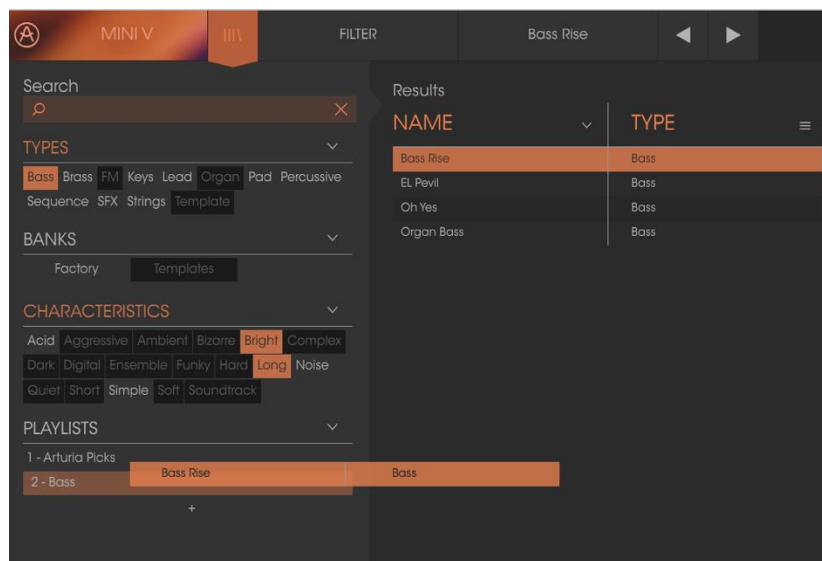 MINI V FILTER Bass Rise
Search
TYPES
Bass Brass FM Keys Lead Organ Pad Percussive
Sequence SFX Strings Template
BANKS
Factory Templates
CHARACTERISTICS
Acid Aggressive Ambient Bizarre Bright Complex
Dark Digital Ensemble Funky Hard Long Noise
Quiet Short Simple Soft Soundtrack
PLAYLISTS
1 - Arturia Picks
2 - Bass
Bass Rise Bass
+
Results
NAME TYPE
Bass Rise Bass
EL Pevil Bass
Oh Yes Bass
Organ Bass Bass